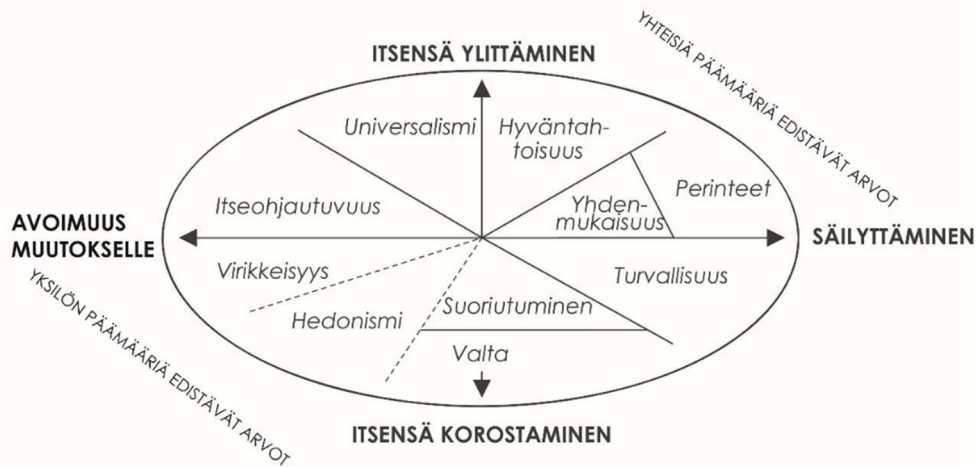 ITSENSÄ YLITTÄMINEN
YHTEISIÄ PÄÄMÄÄRIÄ EDISTÄVÄT ARVOT
Universalismi
Hyväntah-
toisuus
Perinteet
Itseohjautuvuus
Yhden-
mukaisuus
AVOIMUUS
MUUTOKSELLE
SÄILYTTÄMINEN
Virikkeisyys
Turvallisuus
Hedonismi
Suoriutuminen
Valta
YKSILÖN PÄÄMÄÄRIÄ EDISTÄVÄT ARVOT
ITSENSÄ KOROSTAMINEN